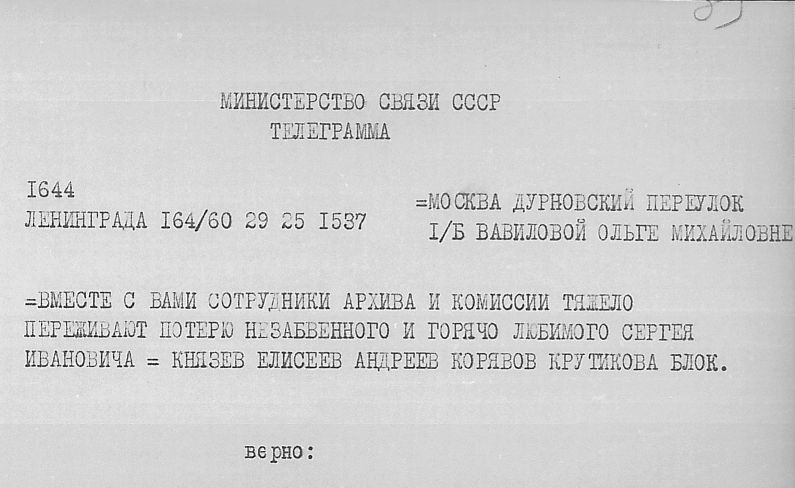 МИНИСТЕРСТВО СВЯЗИ СССР
ТЕЛЕГРАММА
I644
ЛЕНИНГРАДА I64/60 29 25 I537
=МОСКВА ДУРНОВСКИЙ ПЕРЕУЛОК
I/Б ВАВИЛОВОЙ ОЛЬГЕ МИХАЙЛОВНЕ
=ВМЕСТЕ С ВАМИ СОТРУДНИКИ АРХИВА И КОМИССИИ ТЯЖЕЛО
ПЕРЕЖИВАЮТ ПОТЕРЮ НЕЗАБВЕННОГО И ГОРЯЧО ЛЮБИМОГО СЕРГЕЯ
ИВАНОВИЧА = КНЯЗЕВ ЕЛИСЕЕВ АНДРЕЕВ КОРЯВОВ КРУТИКОВА БЛОК.
верно: